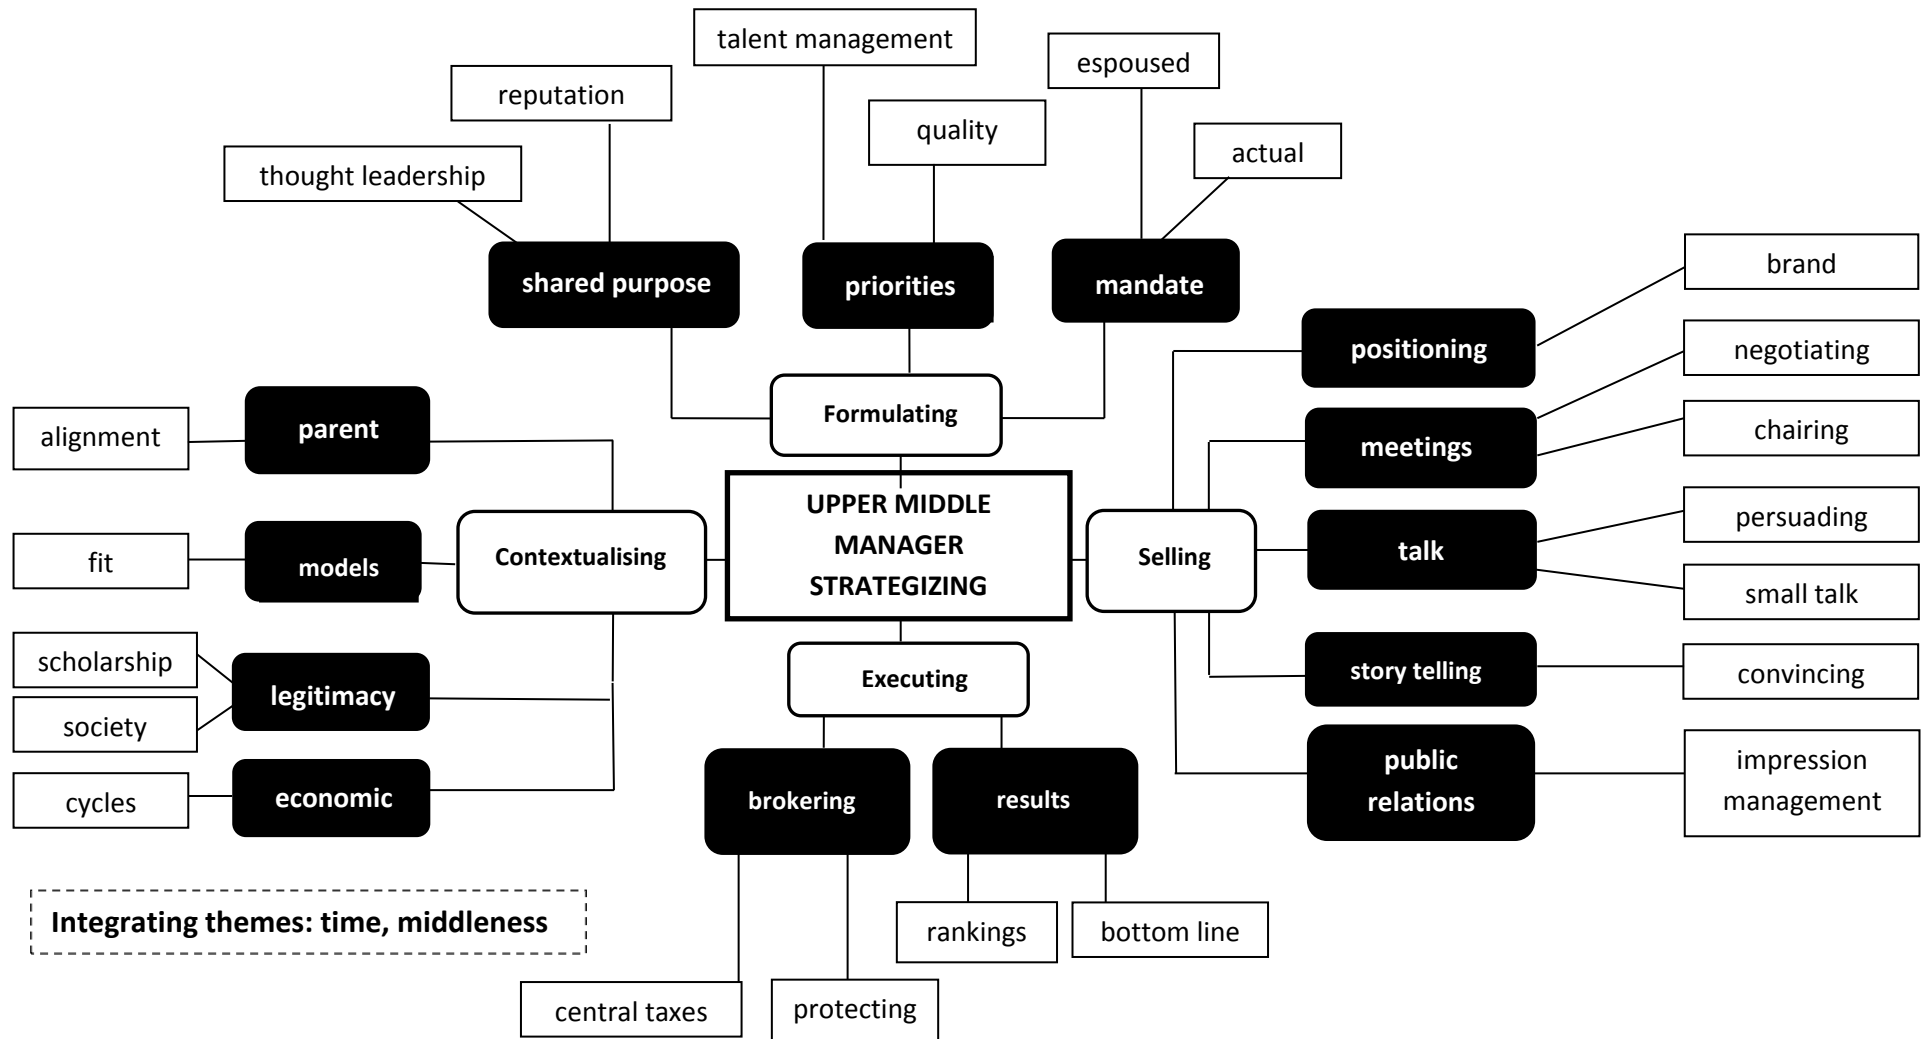 talent management
espoused
reputation
quality
actual
thought leadership
shared purpose
priorities
mandate
brand
positioning
negotiating
Formulating
parent
alignment
meetings
chairing
UPPER MIDDLE
MANAGER
STRATEGIZING
Contextualising
models
fit
Selling
talk
persuading
small talk
scholarship
legitimacy
society
Executing
story telling
convincing
economic
cycles
brokering
results
public
relations
impression
management
Integrating themes: time, middleness
rankings
bottom line
central taxes
protecting